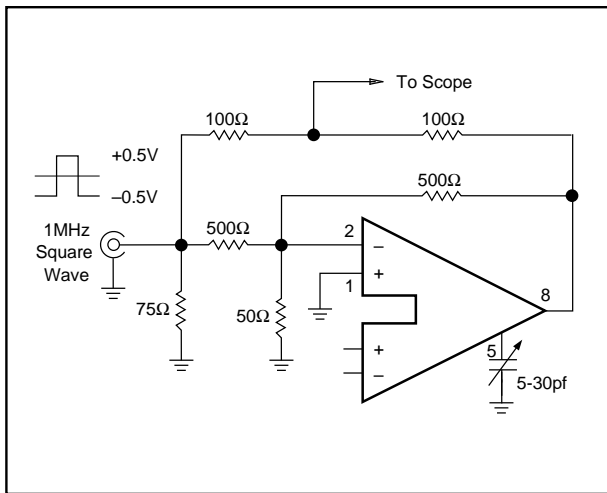 To Scope
100Ω
100Ω
+0.5V
–0.5V
500Ω
1MHz
Square
Wave
500Ω
2
–
+
1
8
75Ω
50Ω
+
–
5
5-30pf